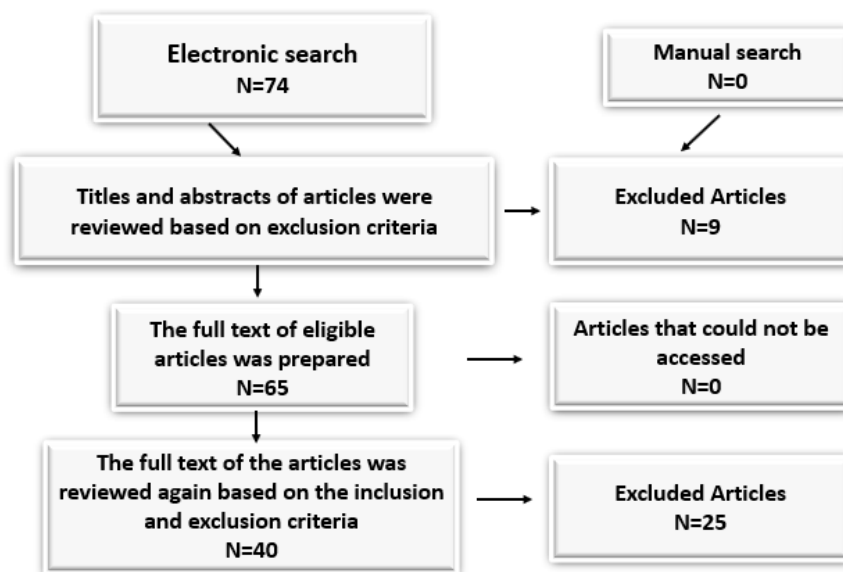 Electronic search
N=74
Manual search
N=0
Titles and abstracts of articles were
reviewed based on exclusion criteria
Excluded Articles
N=9
The full text of eligible
articles was prepared
N=65
Articles that could not be
accessed
N=0
The full text of the articles was
reviewed again based on the inclusion
and exclusion criteria
N=40
Excluded Articles
N=25